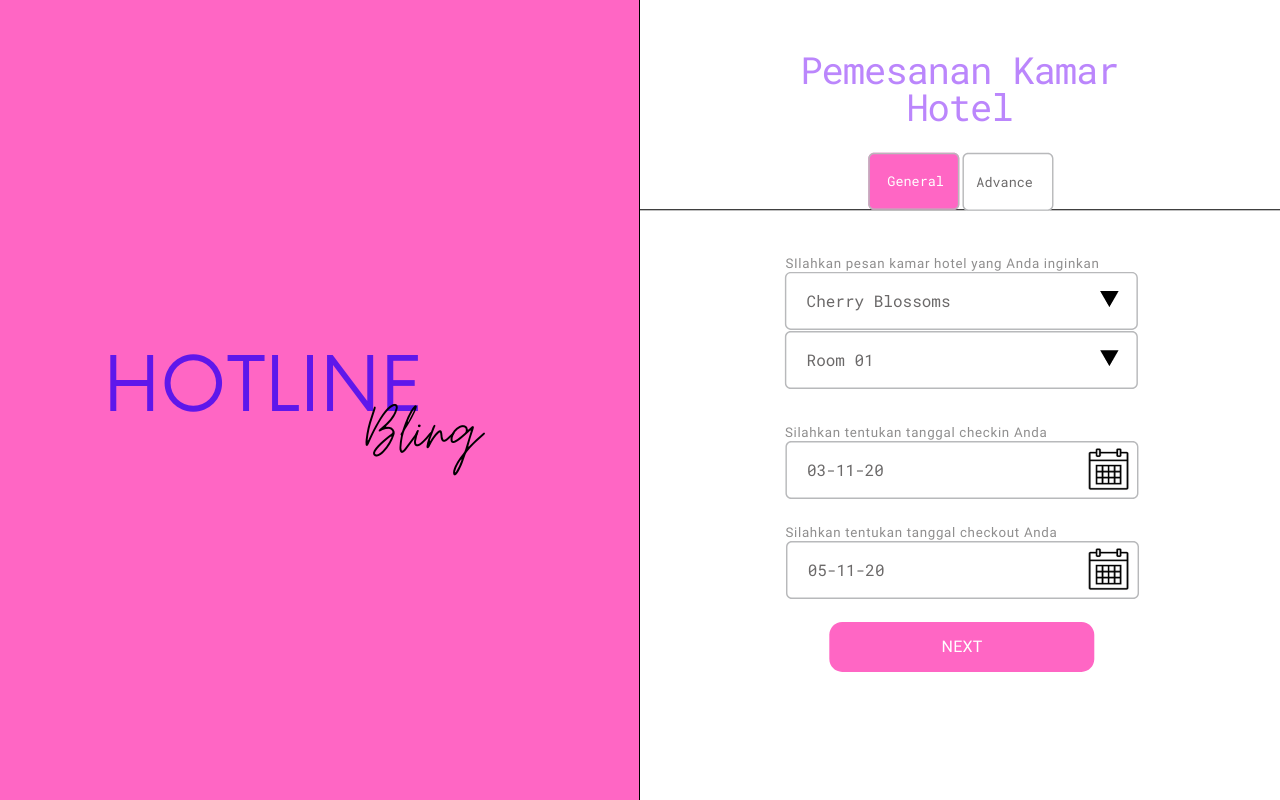 HOTLINE
Bling
Pemesanan Kamar
Hotel
General
Advance
SIlahkan pesan kamar hotel yang Anda inginkan
Cherry Blossoms
Room 01
Silahkan tentukan tanggal checkin Anda
03-11-20
Silahkan tentukan tanggal checkout Anda
05-11-20
NEXT